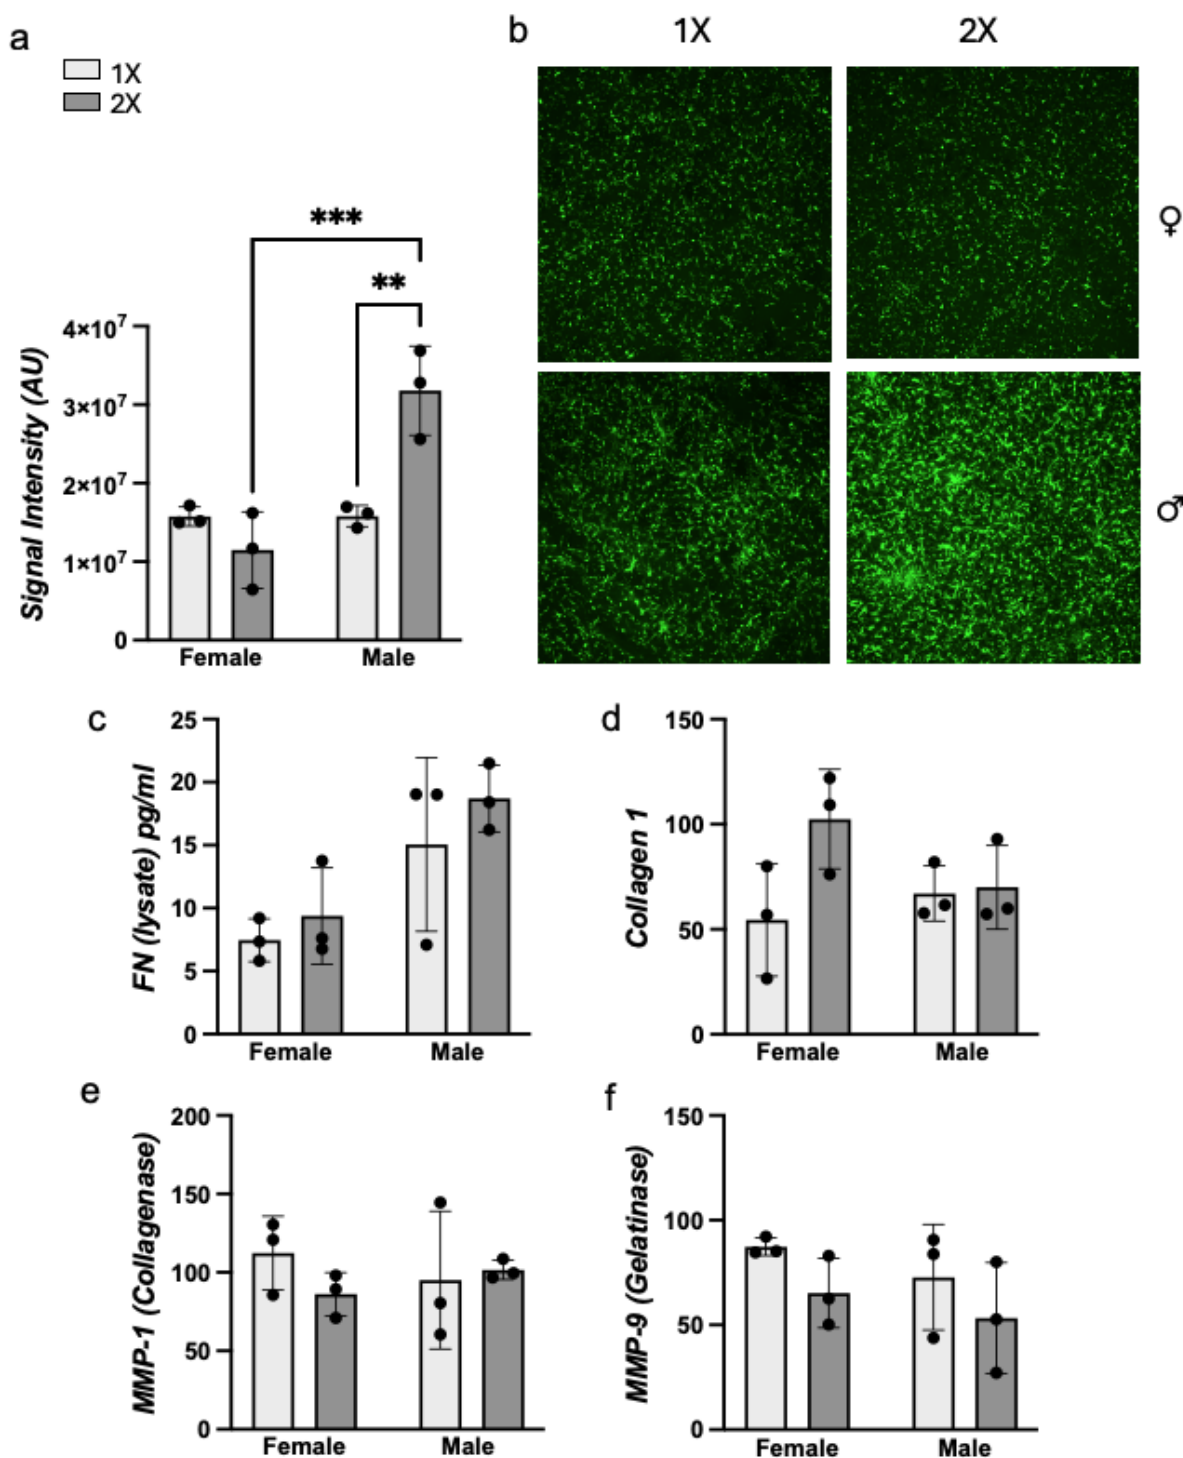 a
1X
2X
***
**
Signal Intensity (AU)
4×10⁷
3×10⁷
2×10⁷
1×10⁷
0
Female Male
b
1X 2X
♀
♂
c
FN (lysate) pg/ml
25
20
15
10
5
0
Female Male
d
Collagen 1
150
100
50
0
Female Male
e
MMP-1 (Collagenase)
200
150
100
50
0
Female Male
f
MMP-9 (Gelatinase)
150
100
50
0
Female Male